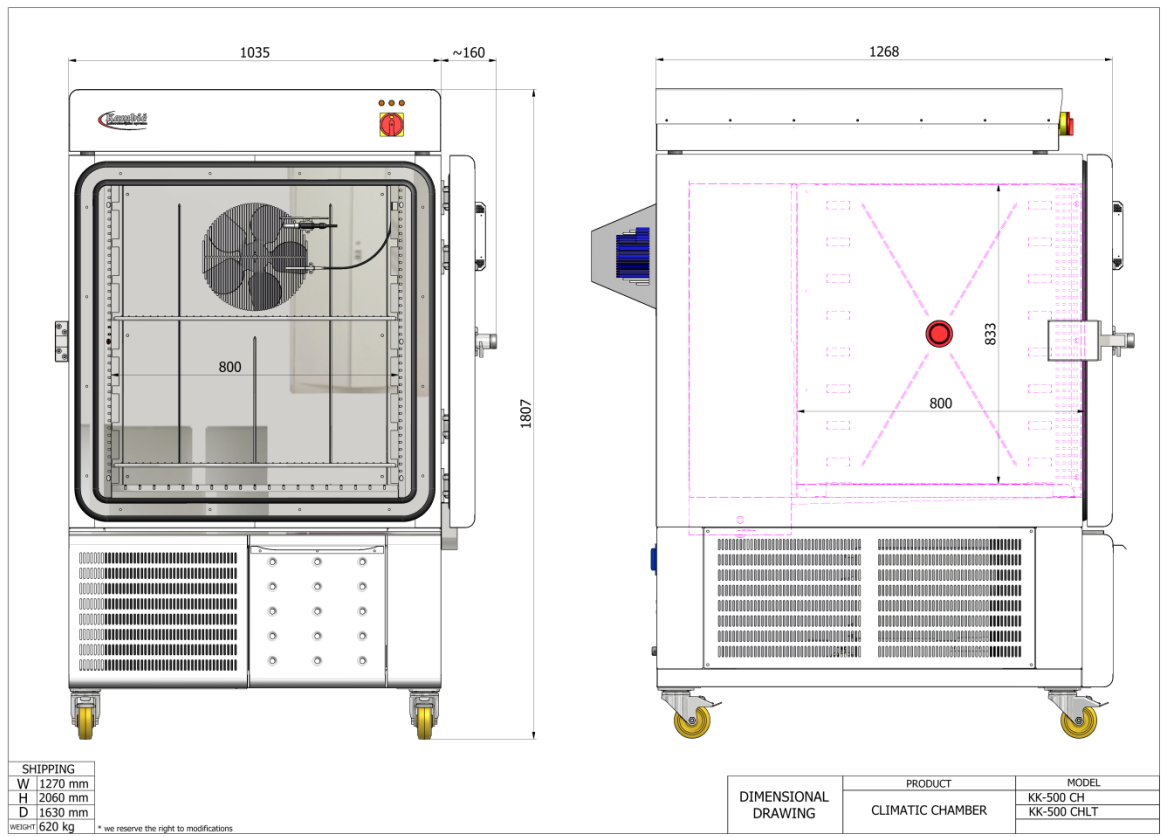 1035
~160
1268
Kambič
800
1807
833
800
SHIPPING
W 1270 mm
H 2060 mm
D 1630 mm
WEIGHT 620 kg
* we reserve the right to modifications
DIMENSIONAL
DRAWING
PRODUCT
CLIMATIC CHAMBER
MODEL
KK-500 CH
KK-500 CHLT